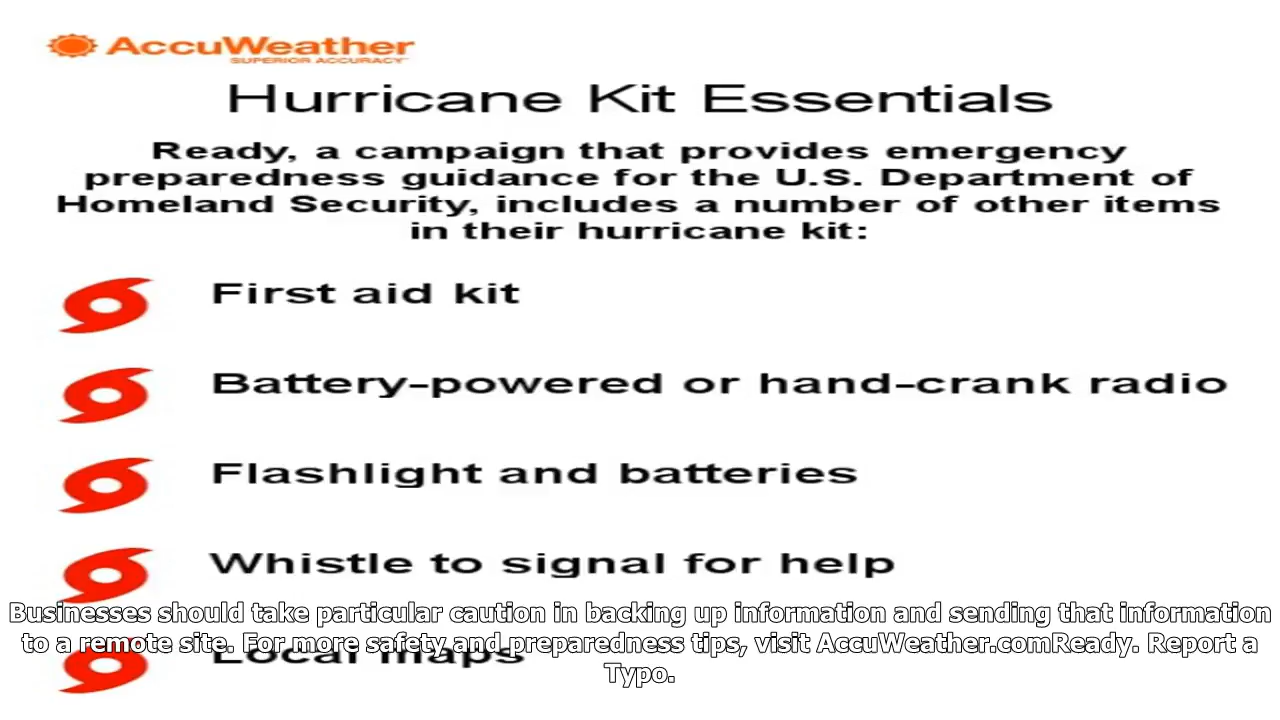 AccuWeather
SUPERIOR ACCURACY
Hurricane Kit Essentials
Ready, a campaign that provides emergency
preparedness guidance for the U.S. Department of
Homeland Security, includes a number of other items
in their hurricane kit:
First aid kit
Battery-powered or hand-crank radio
Flashlight and batteries
Whistle to signal for help
Local maps
Businesses should take particular caution in backing up information and sending that information
to a remote site. For more safety and preparedness tips, visit AccuWeather.comReady. Report a
Typo.